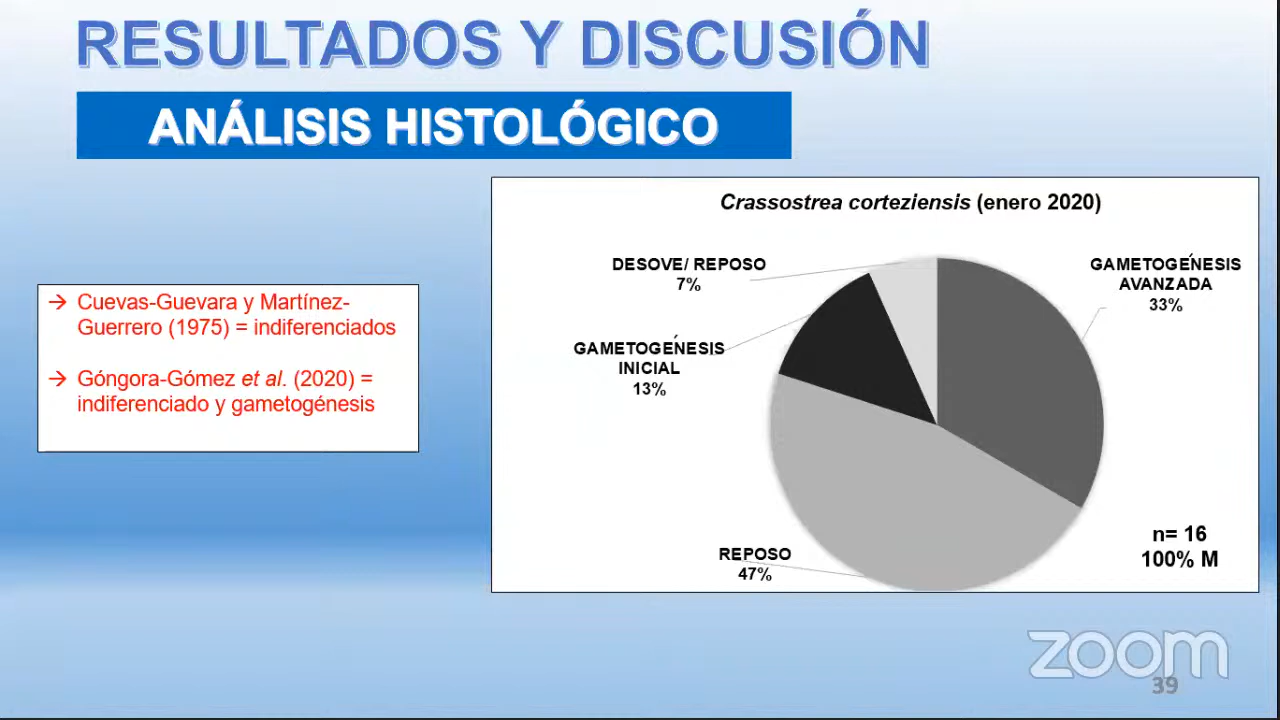 RESULTADOS Y DISCUSIÓN
ANÁLISIS HISTOLÓGICO
→ Cuevas-Guevara y Martínez-
Guerrero (1975) = indiferenciados
→ Góngora-Gómez et al. (2020) =
indiferenciado y gametogénesis
Crassostrea corteziensis (enero 2020)
DESOVE/ REPOSO
7%
GAMETOGÉNESIS
AVANZADA
33%
GAMETOGÉNESIS
INICIAL
13%
REPOSO
47%
n= 16
100% M
zoom
39